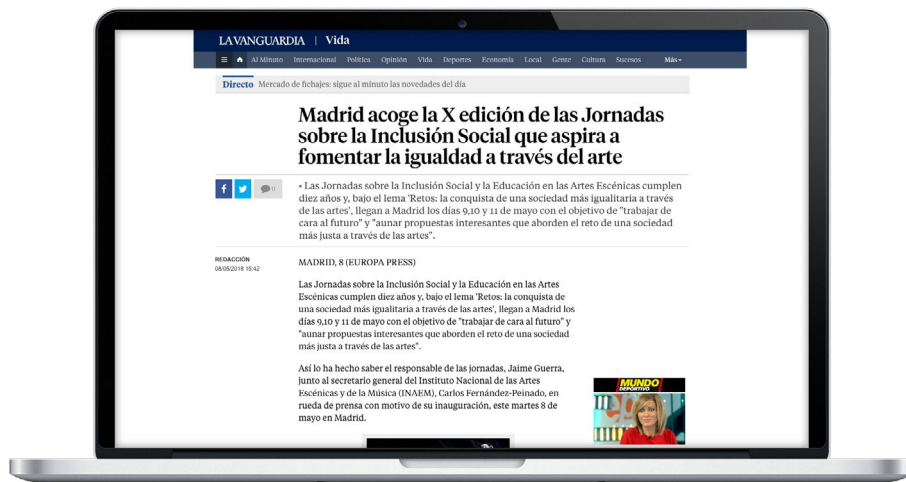 LA VANGUARDIA | Vida
Al Minuto Internacional Política Opinión Vida Deportes Economía Local Gente Cultura Sucesos Más
Directo Mercado de fichajes: sigue al minuto las novedades del día
Madrid acoge la X edición de las Jornadas
sobre la Inclusión Social que aspira a
fomentar la igualdad a través del arte
0
- Las Jornadas sobre la Inclusión Social y la Educación en las Artes Escénicas cumplen
diez años y, bajo el lema 'Retos: la conquista de una sociedad más igualitaria a través
de las artes', llegan a Madrid los días 9,10 y 11 de mayo con el objetivo de "trabajar de
cara al futuro" y "aunar propuestas interesantes que aborden el reto de una sociedad
más justa a través de las artes".
REDACCIÓN
08/05/2018 15:42
MADRID, 8 (EUROPA PRESS)
Las Jornadas sobre la Inclusión Social y la Educación en las Artes
Escénicas cumplen diez años y, bajo el lema 'Retos: la conquista de
una sociedad más igualitaria a través de las artes', llegan a Madrid los
días 9,10 y 11 de mayo con el objetivo de "trabajar de cara al futuro" y
"aunar propuestas interesantes que aborden el reto de una sociedad
más justa a través de las artes".
Así lo ha hecho saber el responsable de las jornadas, Jaime Guerra,
junto al secretario general del Instituto Nacional de las Artes
Escénicas y de la Música (INAEM), Carlos Fernández-Peinado, en
rueda de prensa con motivo de su inauguración, este martes 8 de
mayo en Madrid.
MUNDO
DEPORTIVO